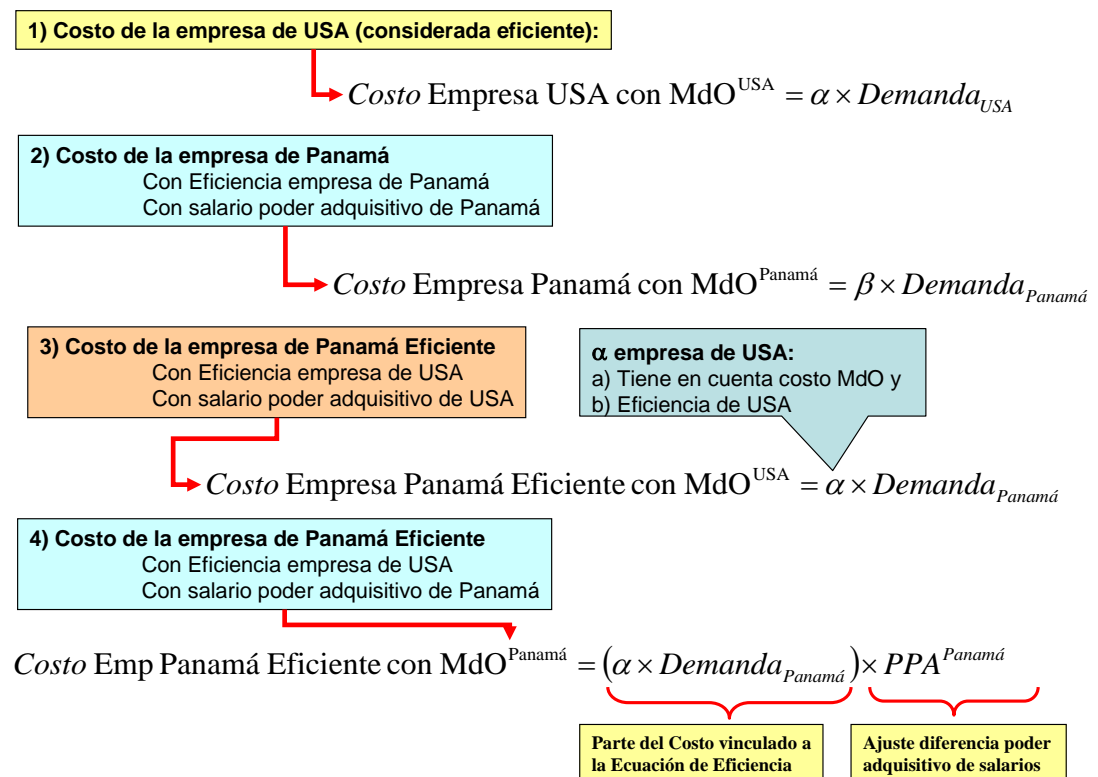 1) Costo de la empresa de USA (considerada eficiente):
Costo Empresa USA con MdO^USA = α × Demanda_USA
2) Costo de la empresa de Panamá
Con Eficiencia empresa de Panamá
Con salario poder adquisitivo de Panamá
Costo Empresa Panamá con MdO^Panamá = β × Demanda_Panamá
3) Costo de la empresa de Panamá Eficiente
Con Eficiencia empresa de USA
Con salario poder adquisitivo de USA
α empresa de USA:
a) Tiene en cuenta costo MdO y
b) Eficiencia de USA
Costo Empresa Panamá Eficiente con MdO^USA = α × Demanda_Panamá
4) Costo de la empresa de Panamá Eficiente
Con Eficiencia empresa de USA
Con salario poder adquisitivo de Panamá
Costo Emp Panamá Eficiente con MdO^Panamá = (α × Demanda_Panamá) × PPA^Panamá
Parte del Costo vinculado a
la Ecuación de Eficiencia
Ajuste diferencia poder
adquisitivo de salarios